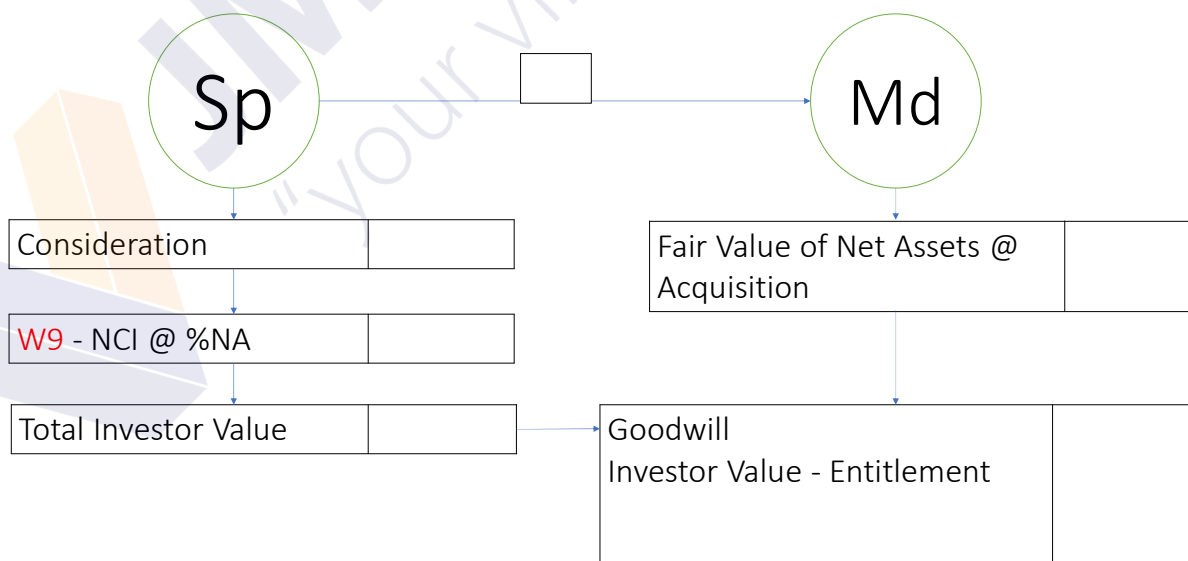 Sp
Md
Consideration
Fair Value of Net Assets @
Acquisition
W9 - NCI @ %NA
Total Investor Value
Goodwill
Investor Value - Entitlement
"your